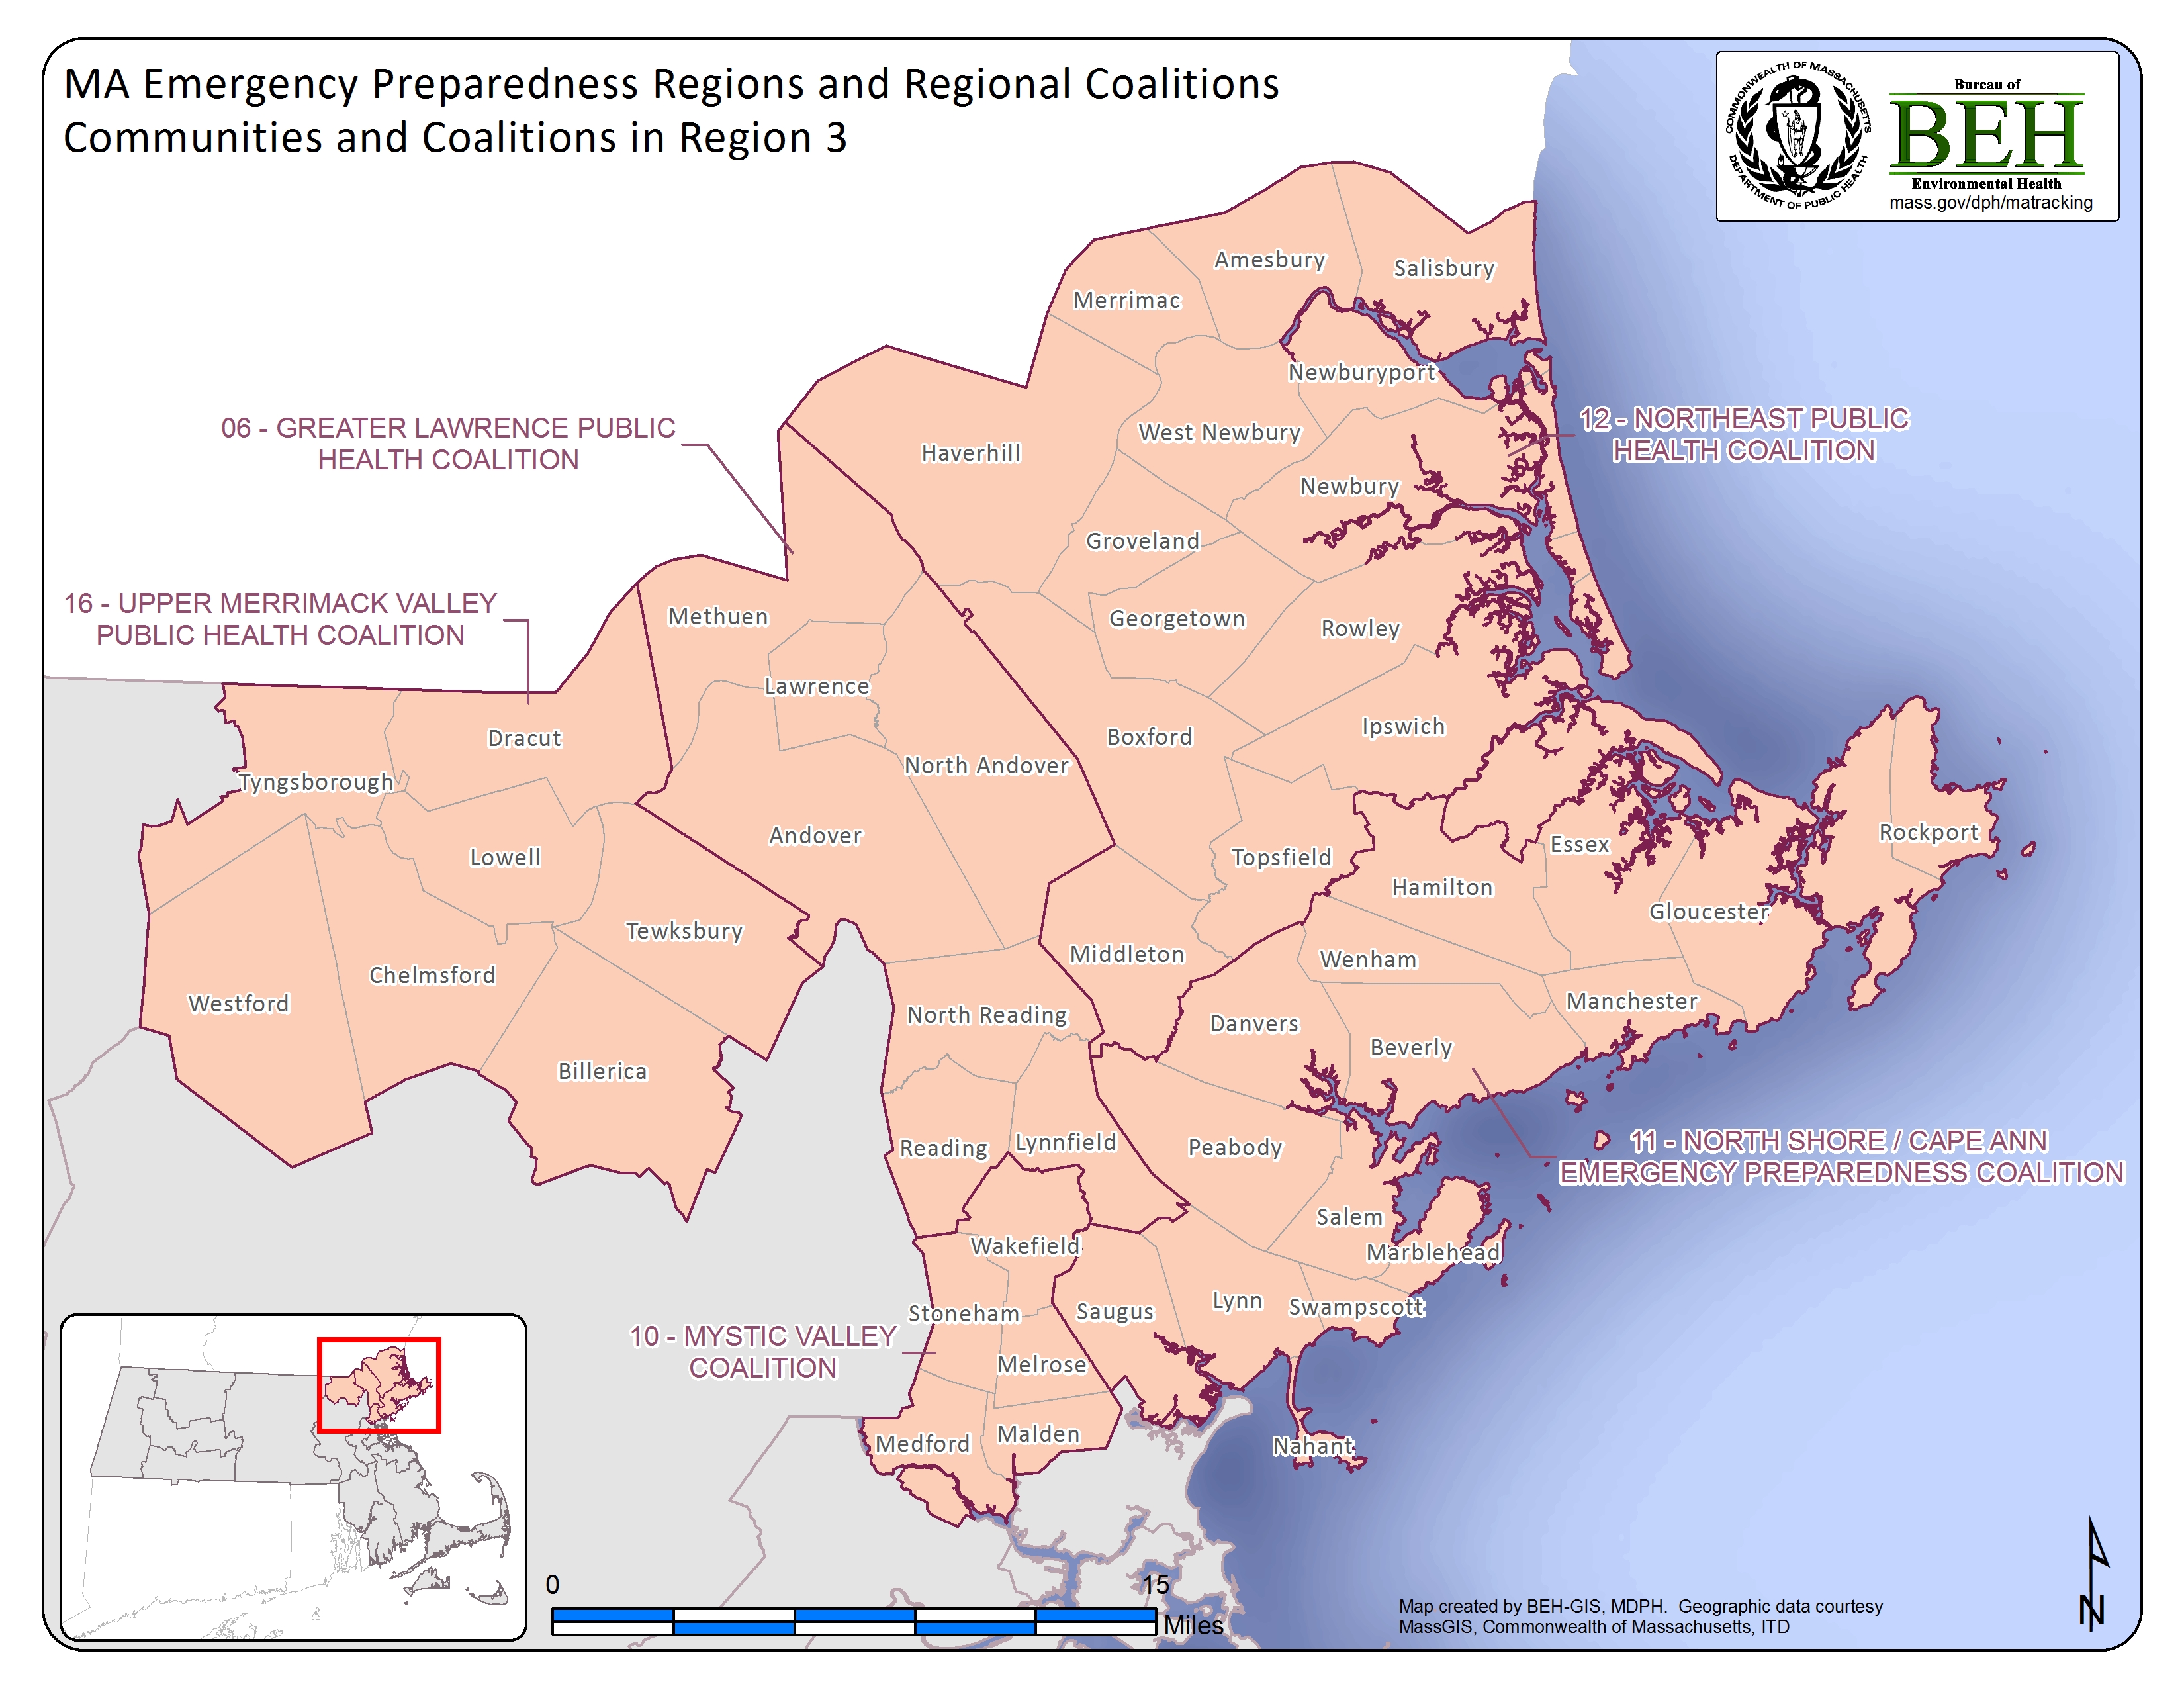 MA Emergency Preparedness Regions and Regional Coalitions
Communities and Coalitions in Region 3
COMMONWEALTH OF MASSACHUSETTS
DEPARTMENT OF PUBLIC HEALTH
Bureau of
BEH
Environmental Health
mass.gov/dph/matracking
Amesbury
Salisbury
Merrimac
Newburyport
06 - GREATER LAWRENCE PUBLIC
HEALTH COALITION
12 - NORTHEAST PUBLIC
HEALTH COALITION
West Newbury
Haverhill
Newbury
Groveland
16 - UPPER MERRIMACK VALLEY
PUBLIC HEALTH COALITION
Methuen
Georgetown
Rowley
Lawrence
Ipswich
Dracut
Boxford
North Andover
Tyngsborough
Andover
Rockport
Essex
Lowell
Topsfield
Hamilton
Gloucester
Tewksbury
Middleton
Wenham
Chelmsford
Westford
Manchester
North Reading
Danvers
Beverly
Billerica
Reading
Lynnfield
Peabody
11 - NORTH SHORE / CAPE ANN
EMERGENCY PREPAREDNESS COALITION
Salem
Wakefield
Marblehead
Stoneham
Saugus
Lynn
Swampscott
10 - MYSTIC VALLEY
COALITION
Melrose
Medford
Malden
Nahant
0
15
Miles
Map created by BEH-GIS, MDPH. Geographic data courtesy
MassGIS, Commonwealth of Massachusetts, ITD
N